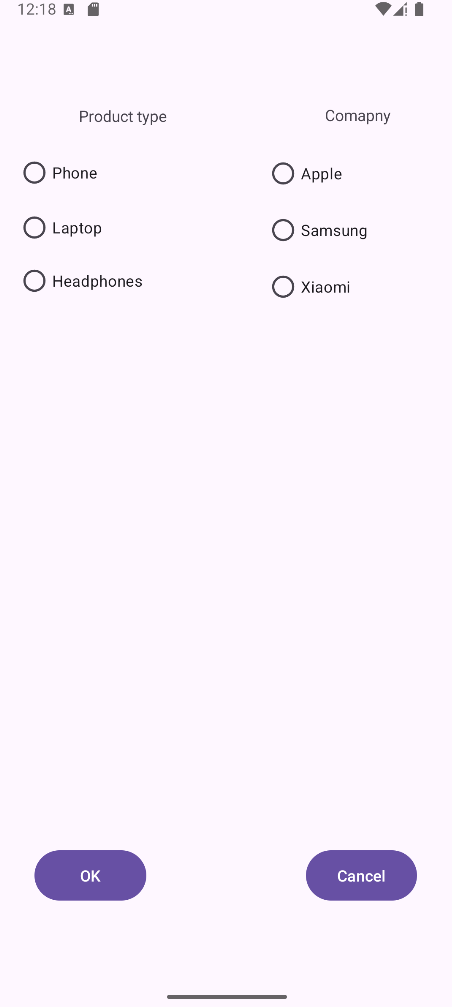 12:18
Product type
Comapny
Phone
Apple
Laptop
Samsung
Headphones
Xiaomi
OK
Cancel